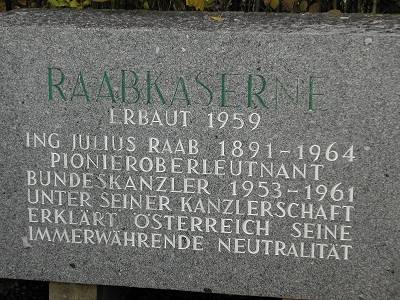 RAABKASERNE
ERBAUT 1959
ING JULIUS RAAB 1891-1964
PIONIEROBERLEUTNANT
BUNDESKANZLER 1953-1961
UNTER SEINER KANZLERSCHAFT
ERKLÄRT ÖSTERREICH SEINE
IMMERWÄHRENDE NEUTRALITÄT